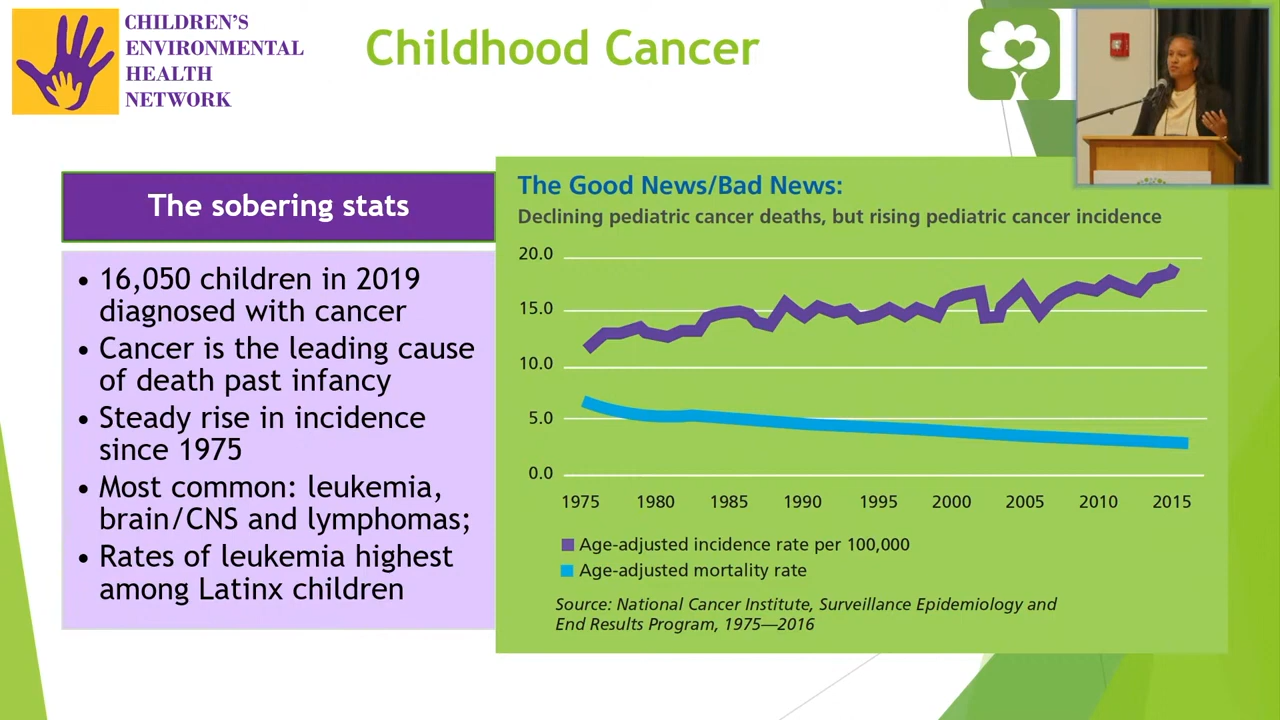 CHILDREN'S
ENVIRONMENTAL
HEALTH
NETWORK
Childhood Cancer
The sobering stats
• 16,050 children in 2019
diagnosed with cancer
• Cancer is the leading cause
of death past infancy
• Steady rise in incidence
since 1975
• Most common: leukemia,
brain/CNS and lymphomas;
• Rates of leukemia highest
among Latinx children
The Good News/Bad News:
Declining pediatric cancer deaths, but rising pediatric cancer incidence
20.0
15.0
10.0
5.0
0.0
1975 1980 1985 1990 1995 2000 2005 2010 2015
Age-adjusted incidence rate per 100,000
Age-adjusted mortality rate
Source: National Cancer Institute, Surveillance Epidemiology and
End Results Program, 1975—2016